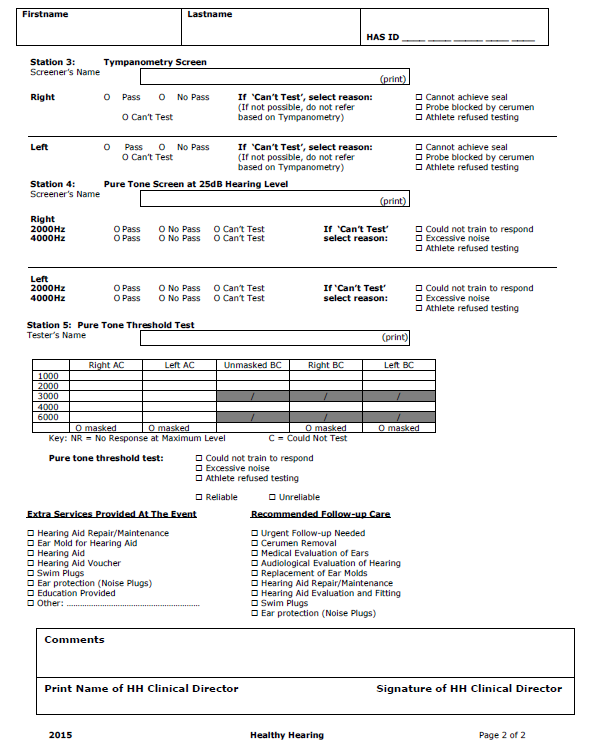 Firstname Lastname
HAS ID ____ ____ ____ ____ ____ ____
Station 3: Tympanometry Screen
Screener's Name (print)
Right O Pass O No Pass If 'Can't Test', select reason: □ Cannot achieve seal
(If not possible, do not refer □ Probe blocked by cerumen
O Can't Test based on Tympanometry) □ Athlete refused testing
Left O Pass O No Pass If 'Can't Test', select reason: □ Cannot achieve seal
O Can't Test (If not possible, do not refer □ Probe blocked by cerumen
based on Tympanometry) □ Athlete refused testing
Station 4: Pure Tone Screen at 25dB Hearing Level
Screener's Name (print)
Right
2000Hz O Pass O No Pass O Can't Test If 'Can't Test' □ Could not train to respond
4000Hz O Pass O No Pass O Can't Test select reason: □ Excessive noise
□ Athlete refused testing
Left
2000Hz O Pass O No Pass O Can't Test If 'Can't Test' □ Could not train to respond
4000Hz O Pass O No Pass O Can't Test select reason: □ Excessive noise
□ Athlete refused testing
Station 5: Pure Tone Threshold Test
Tester's Name (print)
Right AC Left AC Unmasked BC Right BC Left BC
1000
2000
3000 / / /
4000
6000 / / /
O masked O masked O masked O masked
Key: NR = No Response at Maximum Level C = Could Not Test
Pure tone threshold test: □ Could not train to respond
□ Excessive noise
□ Athlete refused testing
□ Reliable □ Unreliable
Extra Services Provided At The Event Recommended Follow-up Care
□ Hearing Aid Repair/Maintenance □ Urgent Follow-up Needed
□ Ear Mold for Hearing Aid □ Cerumen Removal
□ Hearing Aid □ Medical Evaluation of Ears
□ Hearing Aid Voucher □ Audiological Evaluation of Hearing
□ Swim Plugs □ Replacement of Ear Molds
□ Ear protection (Noise Plugs) □ Hearing Aid Repair/Maintenance
□ Education Provided □ Hearing Aid Evaluation and Fitting
□ Other: ................................................ □ Swim Plugs
□ Ear protection (Noise Plugs)
Comments
Print Name of HH Clinical Director Signature of HH Clinical Director
2015 Healthy Hearing Page 2 of 2